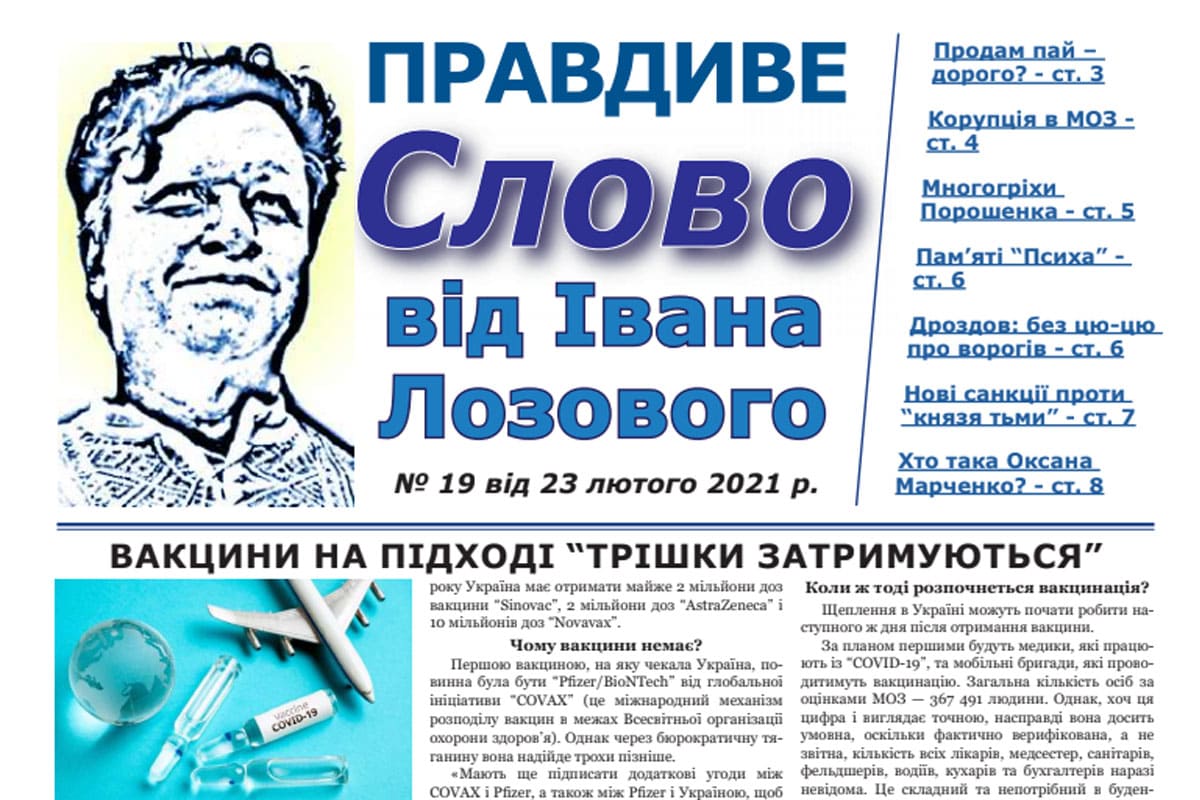 ПРАВДИВЕ
Слово
від Івана
Лозового
№ 19 від 23 лютого 2021 р.
Продам пай –
дорого? - ст. 3
Корупція в МОЗ -
ст. 4
Многогріхи
Порошенка - ст. 5
Пам’яті “Психа” –
ст. 6
Дроздов: без цю-цю
про ворогів - ст. 6
Нові санкції проти
“князя тьми” - ст. 7
Хто така Оксана
Марченко? - ст. 8
ВАКЦИНИ НА ПІДХОДІ “ТРІШКИ ЗАТРИМУЮТЬСЯ”
vaccine
COVID-19
року Україна має отримати майже 2 мільйони доз
вакцини “Sinovac”, 2 мільйони доз “AstraZeneca” і
10 мільйонів доз “Novavax”.
Чому вакцини немає?
Першою вакциною, на яку чекала Україна, по-
винна була бути “Pfizer/BioNTech” від глобальної
ініціативи “COVAX” (це міжнародний механізм
розподілу вакцин в межах Всесвітньої організації
охорони здоров’я). Однак через бюрократичну тя-
ганину вона надійде трохи пізніше.
«Мають ще підписати додаткові угоди між
COVAX і Pfizer, а також між Pfizer і Україною, щоб
Коли ж тоді розпочнеться вакцинація?
Щеплення в Україні можуть почати робити на-
ступного ж дня після отримання вакцини.
За планом першими будуть медики, які працю-
ють із “COVID-19”, та мобільні бригади, які прово-
дитимуть вакцинацію. Загальна кількість осіб за
оцінками МОЗ — 367 491 людини. Однак, хоч ця
цифра і виглядає точною, насправді вона досить
умовна, оскільки фактично верифікована, а не
звітна, кількість всіх лікарів, медсестер, санітарів,
фельдшерів, водіїв, кухарів та бухгалтерів наразі
невідома. Це складний та непотрібний в буден-